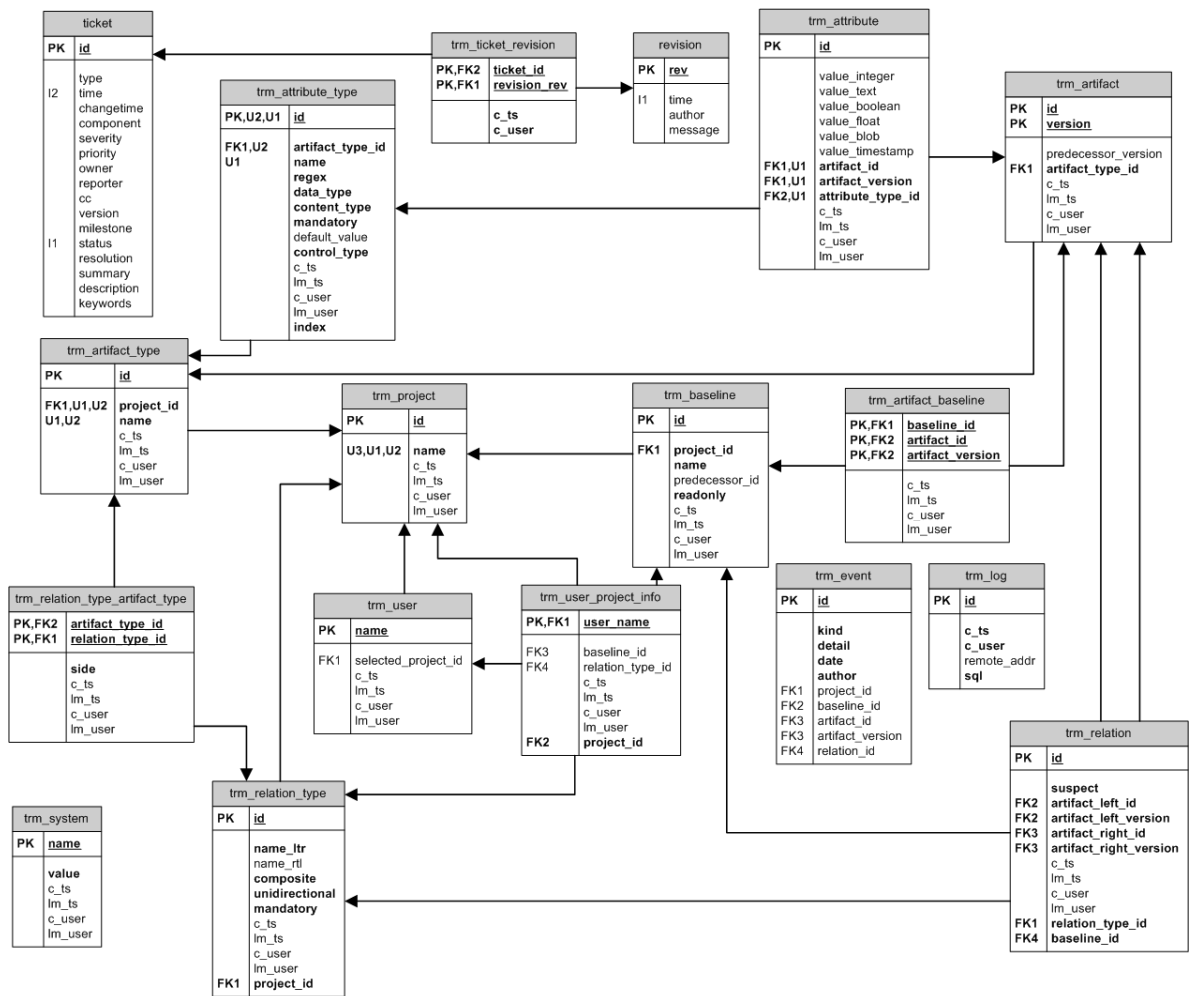 ticket
PK id
type
I2 time
changetime
component
severity
priority
owner
reporter
cc
version
milestone
I1 status
resolution
summary
description
keywords
trm_ticket_revision
PK,FK2 ticket_id
PK,FK1 revision_rev
c_ts
c_user
revision
PK rev
I1 time
author
message
trm_attribute
PK id
value_integer
value_text
value_boolean
value_float
value_blob
value_timestamp
FK1,U1 artifact_id
FK1,U1 artifact_version
FK2,U1 attribute_type_id
c_ts
lm_ts
c_user
lm_user
trm_artifact
PK id
PK version
predecessor_version
FK1 artifact_type_id
c_ts
lm_ts
c_user
lm_user
trm_attribute_type
PK,U2,U1 id
FK1,U2 artifact_type_id
U1 name
regex
data_type
content_type
mandatory
default_value
control_type
c_ts
lm_ts
c_user
lm_user
index
trm_artifact_type
PK id
FK1,U1,U2 project_id
U1,U2 name
c_ts
lm_ts
c_user
lm_user
trm_project
PK id
U3,U1,U2 name
c_ts
lm_ts
c_user
lm_user
trm_baseline
PK id
FK1 project_id
name
predecessor_id
readonly
c_ts
lm_ts
c_user
lm_user
trm_artifact_baseline
PK,FK1 baseline_id
PK,FK2 artifact_id
PK,FK2 artifact_version
c_ts
lm_ts
c_user
lm_user
trm_relation_type_artifact_type
PK,FK2 artifact_type_id
PK,FK1 relation_type_id
side
c_ts
lm_ts
c_user
lm_user
trm_user
PK name
FK1 selected_project_id
c_ts
lm_ts
c_user
lm_user
trm_user_project_info
PK,FK1 user_name
FK3 baseline_id
FK4 relation_type_id
c_ts
lm_ts
c_user
lm_user
FK2 project_id
trm_event
PK id
kind
detail
date
author
FK1 project_id
FK2 baseline_id
FK3 artifact_id
FK3 artifact_version
FK4 relation_id
trm_log
PK id
c_ts
c_user
remote_addr
sql
trm_relation
PK id
suspect
FK2 artifact_left_id
FK2 artifact_left_version
FK3 artifact_right_id
FK3 artifact_right_version
c_ts
lm_ts
c_user
lm_user
FK1 relation_type_id
FK4 baseline_id
trm_system
PK name
value
c_ts
lm_ts
c_user
lm_user
trm_relation_type
PK id
name_ltr
name_rtl
composite
unidirectional
mandatory
c_ts
lm_ts
c_user
lm_user
FK1 project_id